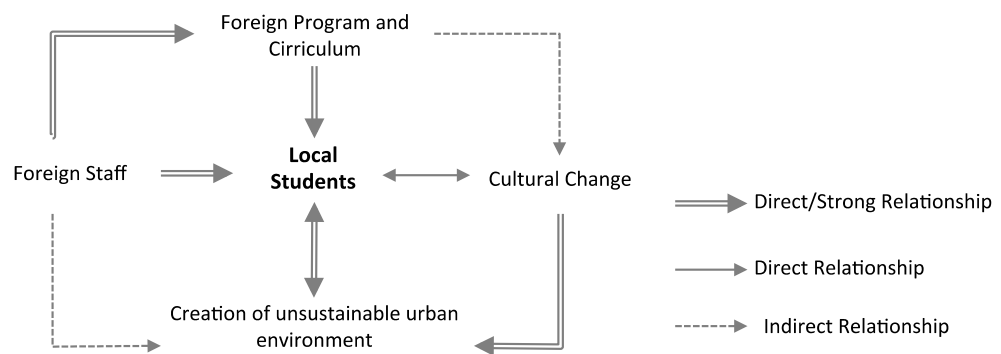 Foreign Program and
Cirriculum
Local
Students
Foreign Staff
Cultural Change
Creation of unsustainable urban
environment
Direct/Strong Relationship
Direct Relationship
Indirect Relationship